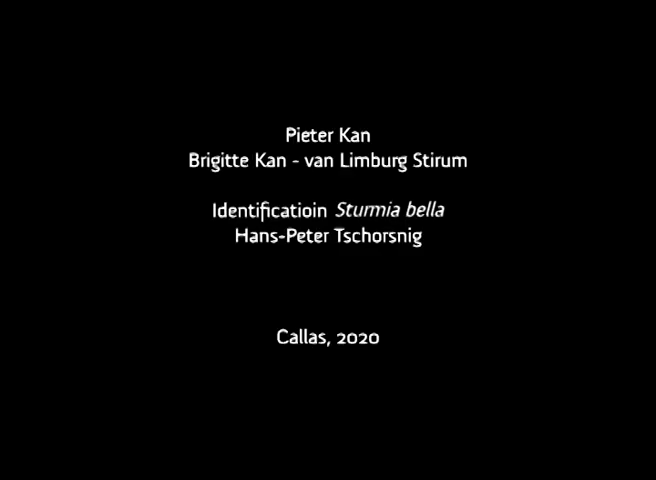 Pieter Kan
Brigitte Kan - van Limburg Stirum
Identificatioin Sturmia bella
Hans-Peter Tschorsnig
Callas, 2020